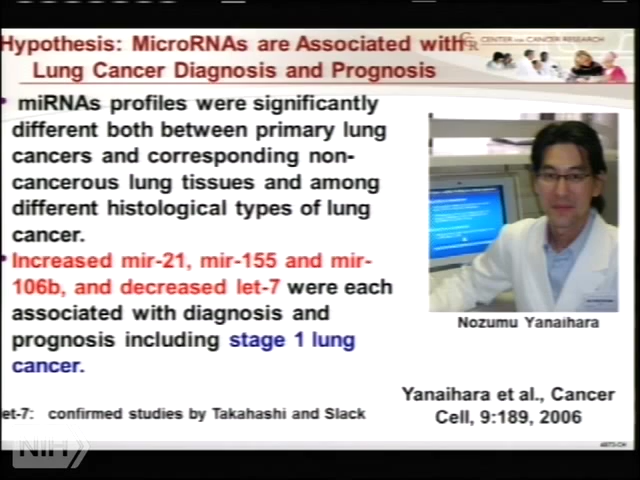 Hypothesis: MicroRNAs are Associated with
Lung Cancer Diagnosis and Prognosis
CENTER FOR CANCER RESEARCH
• miRNAs profiles were significantly
different both between primary lung
cancers and corresponding non-
cancerous lung tissues and among
different histological types of lung
cancer.
• Increased mir-21, mir-155 and mir-
106b, and decreased let-7 were each
associated with diagnosis and
prognosis including stage 1 lung
cancer.
Nozumu Yanaihara
Yanaihara et al., Cancer
Cell, 9:189, 2006
et-7: confirmed studies by Takahashi and Slack
NIH